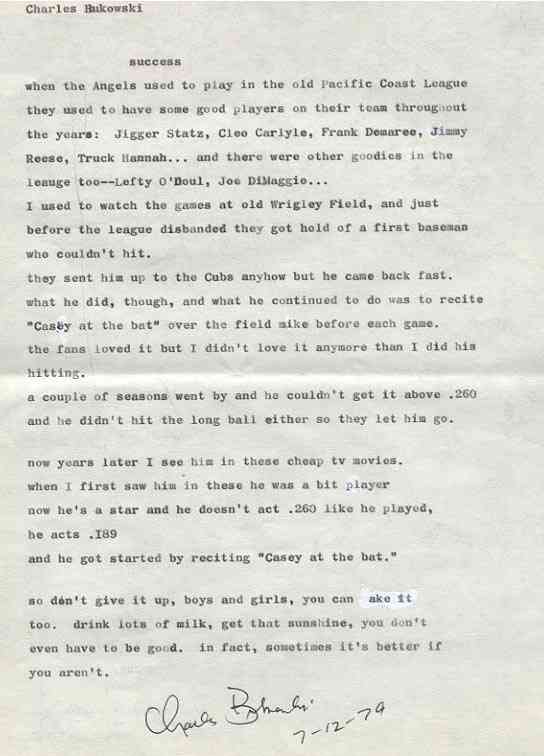 Charles Bukowski
success
when the Angels used to play in the old Pacific Coast League
they used to have some good players on their team throughout
the years: Jigger Statz, Cleo Carlyle, Frank Demaree, Jimmy
Reese, Truck Hannah... and there were other goodies in the
leauge too--Lefty O'Doul, Joe DiMaggio...
I used to watch the games at old Wrigley Field, and just
before the league disbanded they got hold of a first baseman
who couldn't hit.
they sent him up to the Cubs anyhow but he came back fast.
what he did, though, and what he continued to do was to recite
"Casey at the bat" over the field mike before each game.
the fans loved it but I didn't love it anymore than I did his
hitting.
a couple of seasons went by and he couldn't get it above .260
and he didn't hit the long ball either so they let him go.
now years later I see him in these cheap tv movies.
when I first saw him in these he was a bit player
now he's a star and he doesn't act .260 like he played,
he acts .I89
and he got started by reciting "Casey at the bat."
so don't give it up, boys and girls, you can ake it
too. drink lots of milk, get that sunshine, you don't
even have to be good. in fact, sometimes it's better if
you aren't.
Charles Bukowski
7-12-79